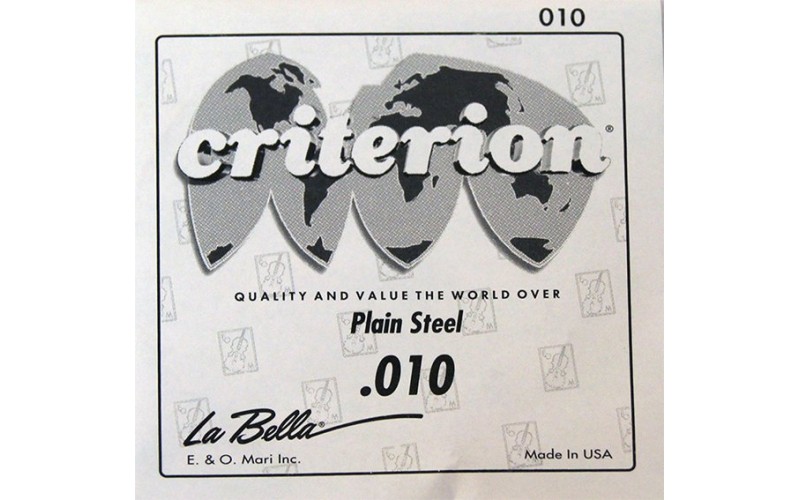 010
criterion®
QUALITY AND VALUE THE WORLD OVER
Plain Steel
.010
La Bella®
E. & O. Mari Inc.
Made In USA